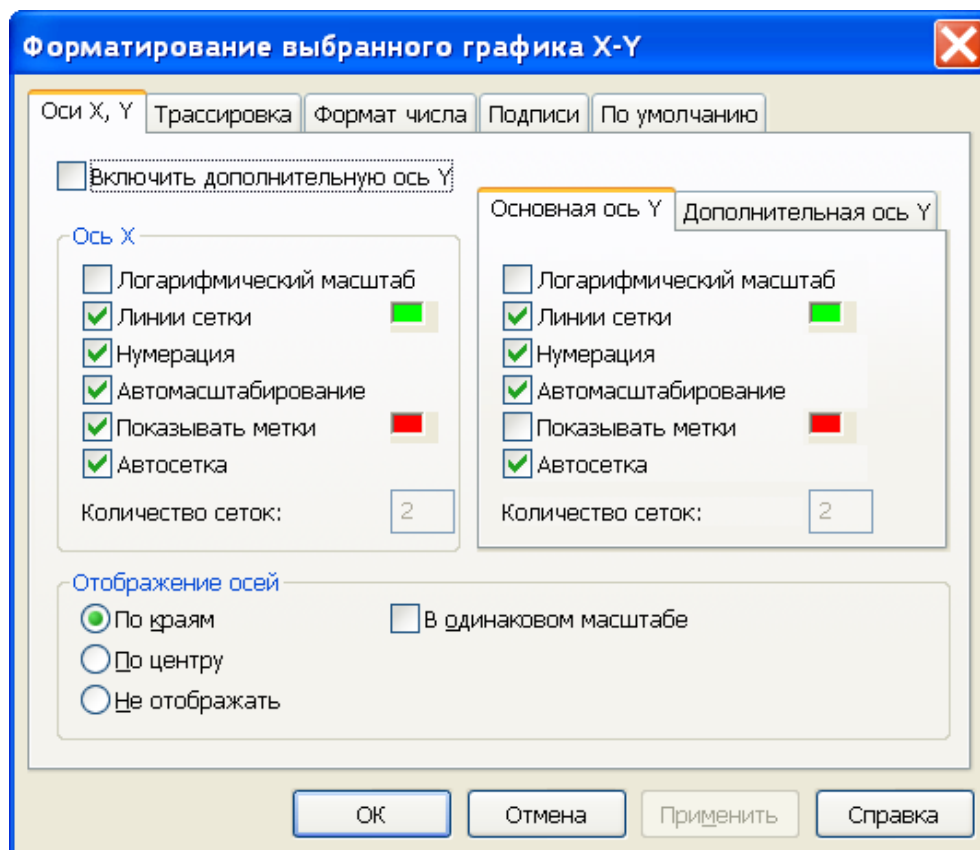 Форматирование выбранного графика X-Y
Оси X, Y Трассировка Формат числа Подписи По умолчанию
Включить дополнительную ось Y
Ось X
Логарифмический масштаб
Линии сетки
Нумерация
Автомасштабирование
Показывать метки
Автосетка
Количество сеток: 2
Основная ось Y Дополнительная ось Y
Логарифмический масштаб
Линии сетки
Нумерация
Автомасштабирование
Показывать метки
Автосетка
Количество сеток: 2
Отображение осей
По краям В одинаковом масштабе
По центру
Не отображать
ОК Отмена Применить Справка